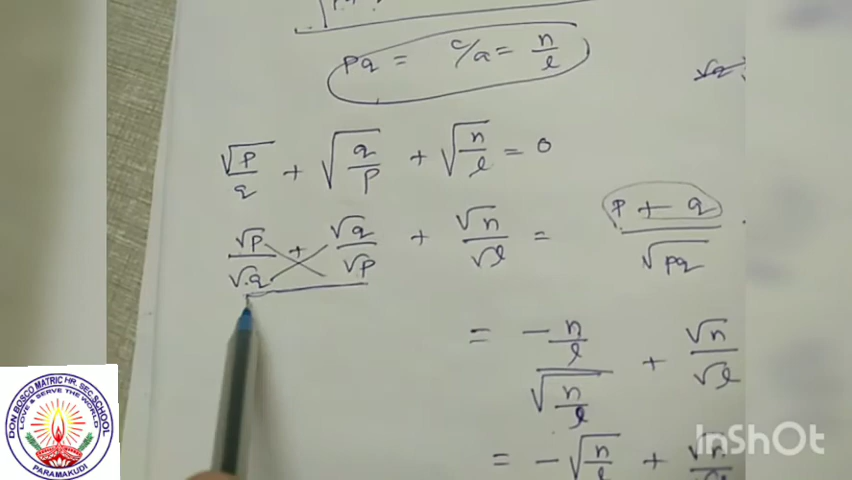 pq = c/a = n/l
√p/q + √(q/p) + √(n/l) = 0
√p/√q + √q/√p + √n/√l = (p + q)/√pq
= (-n/l)/√(n/l) + √n/√l
= -√(n/l) + √n/√l
DON BOSCO MATRIC HR. SEC. SCHOOL
LOVE & SERVE THE WORLD
PARAMAKUDI
InShOt